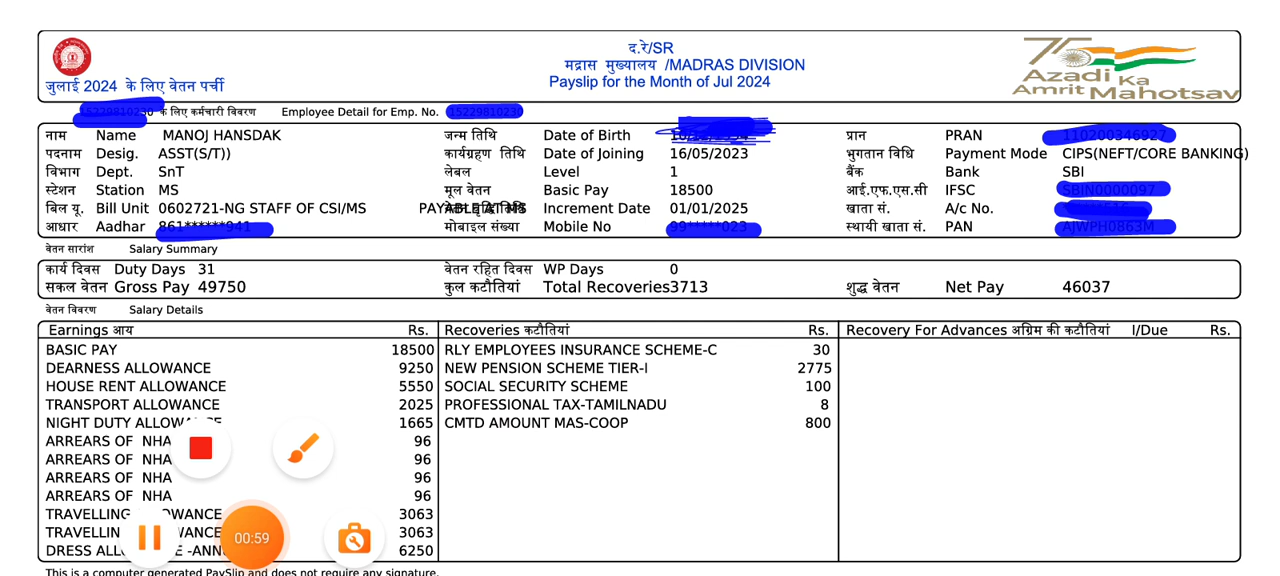 द.रे/SR
मद्रास मुख्यालय /MADRAS DIVISION
जुलाई 2024 के लिए वेतन पर्ची
Payslip for the Month of Jul 2024
75 Azadi Ka Amrit Mahotsav
के लिए कर्मचारी विवरण Employee Detail for Emp. No.
नाम Name MANOJ HANSDAK जन्म तिथि Date of Birth प्रान PRAN
पदनाम Desig. ASST(S/T)) कार्यग्रहण तिथि Date of Joining 16/05/2023 भुगतान विधि Payment Mode CIPS(NEFT/CORE BANKING)
विभाग Dept. SnT लेबल Level 1 बैंक Bank SBI
स्टेशन Station MS मूल वेतन Basic Pay 18500 आई.एफ.एस.सी IFSC
बिल यू. Bill Unit 0602721-NG STAFF OF CSI/MS Increment Date 01/01/2025 खाता सं. A/c No.
आधार Aadhar मोबाइल संख्या Mobile No स्थायी खाता सं. PAN
वेतन सारांश Salary Summary
कार्य दिवस Duty Days 31 वेतन रहित दिवस WP Days 0
सकल वेतन Gross Pay 49750 कुल कटौतियां Total Recoveries3713 शुद्ध वेतन Net Pay 46037
वेतन विवरण Salary Details
Earnings आय Rs. Recoveries कटौतियां Rs. Recovery For Advances अग्रिम की कटौतियां I/Due Rs.
BASIC PAY 18500 RLY EMPLOYEES INSURANCE SCHEME-C 30
DEARNESS ALLOWANCE 9250 NEW PENSION SCHEME TIER-I 2775
HOUSE RENT ALLOWANCE 5550 SOCIAL SECURITY SCHEME 100
TRANSPORT ALLOWANCE 2025 PROFESSIONAL TAX-TAMILNADU 8
NIGHT DUTY ALLOWANCE 1665 CMTD AMOUNT MAS-COOP 800
ARREARS OF NHA 96
ARREARS OF NHA 96
ARREARS OF NHA 96
ARREARS OF NHA 96
TRAVELLING 3063
3063
DRESS 6250
00:59
This is a computer generated PaySlip and does not require any signature.